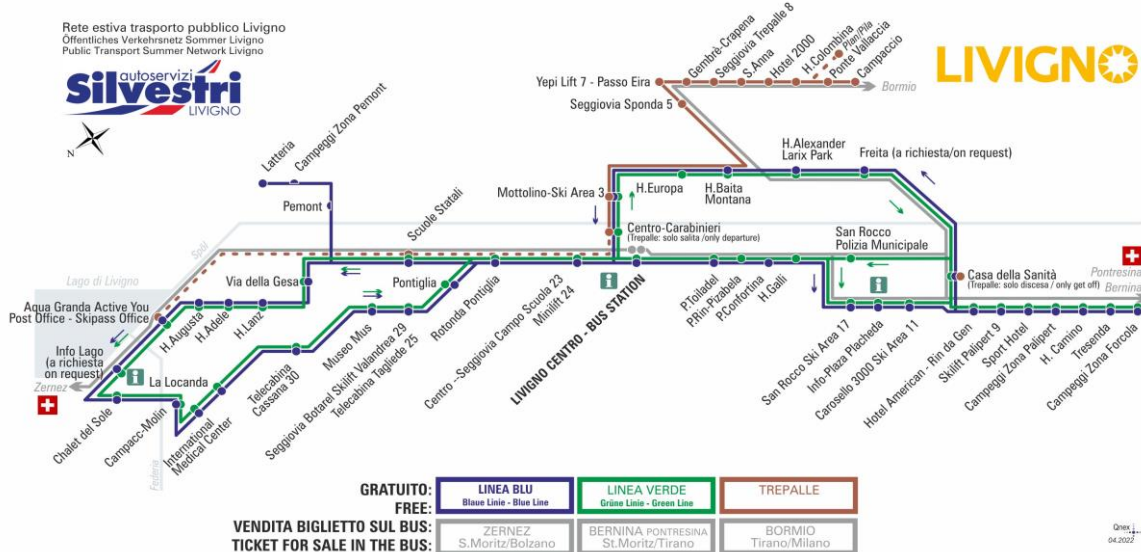 Rete estiva trasporto pubblico Livigno
Öffentliches Verkehrsnetz Sommer Livigno
Public Transport Summer Network Livigno
autoservizi
Silvestri
LIVIGNO
N
LIVIGNO
Gembrè-Crapena
Seggiovia Trepalle 8
S.Anna
Hotel 2000
H.Colombina
Plan/Pila
Ponte Vallaccia
Campaccio
Yepi Lift 7 - Passo Eira
Bormio
Seggiovia Sponda 5
Latteria
Campeggi Zona Pemont
Pemont
Scuole Statali
Mottolino-Ski Area 3
H.Europa
H.Baita
Montana
H.Alexander
Larix Park
Freita (a richiesta/on request)
Centro-Carabinieri
(Trepalle: solo salita /only departure)
San Rocco
Polizia Municipale
Spöl
Lago di Livigno
Via della Gesa
Pontiglia
Casa della Sanità
(Trepalle: solo discesa / only get off)
Pontresina
Bernina
Aqua Granda Active You
Post Office - Skipass Office
H.Augusta
H.Adele
H.Lanz
Museo Mus
Seggiovia Botarel Skilift Valandrea 29
Telecabina Tagliede 25
Rotonda Pontiglia
Centro --Seggiovia Campo Scuola 23
Minilift 24
LIVIGNO CENTRO - BUS STATION
P.Toiledel
P.Rin-Pizabela
P.Confortina
H.Galli
Info Lago
(a richiesta
on request)
Zernez
La Locanda
Telecabina
Cassana 30
Chalet del Sole
Campacc-Molin
International
Medical Center
Federia
San Rocco Ski Area 17
Info-Plaza Placheda
Carosello 3000 Ski Area 11
Hotel American - Rin da Gen
Skilift Palipert 9
Sport Hotel
Campeggi Zona Palipert
H. Camino
Tresenda
Campeggi Zona Forcola
GRATUITO:
FREE:
LINEA BLU
Blaue Linie - Blue Line
LINEA VERDE
Grüne Linie - Green Line
TREPALLE
VENDITA BIGLIETTO SUL BUS:
TICKET FOR SALE IN THE BUS:
ZERNEZ
S.Moritz/Bolzano
BERNINA PONTRESINA
St.Moritz/Tirano
BORMIO
Tirano/Milano
Qnex
04.2022